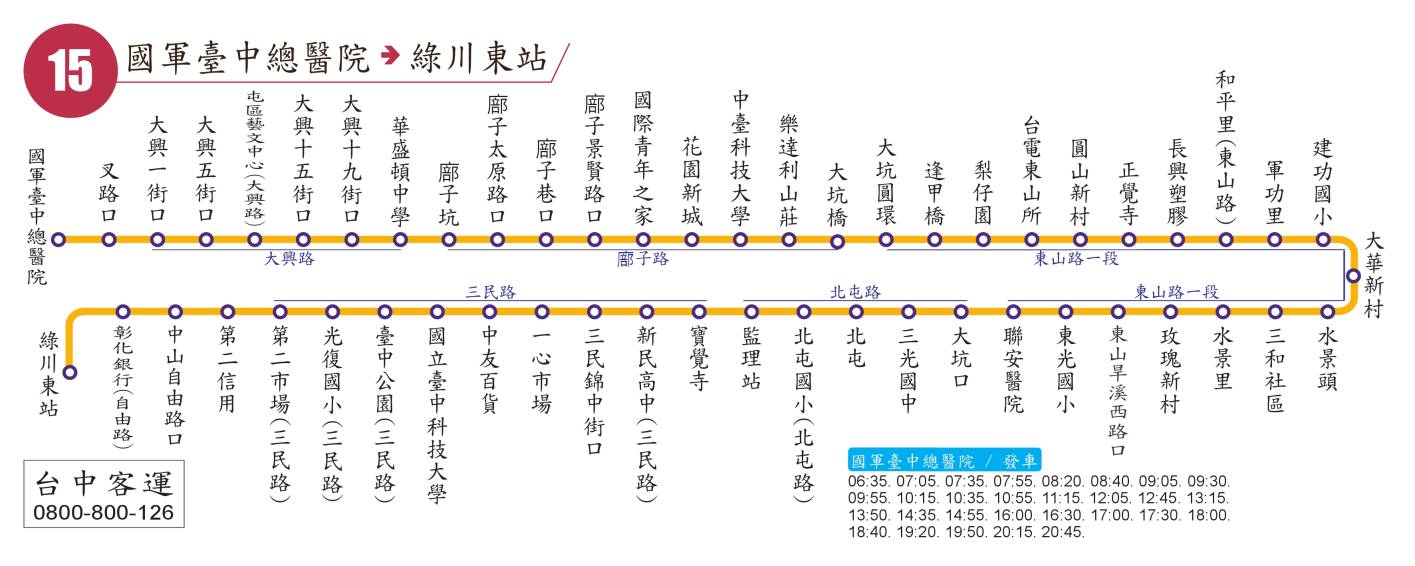 15 國軍臺中總醫院→綠川東站
國軍臺中總醫院
叉路口
大興一街口
大興五街口
屯區藝文中心(大興路)
大興十五街口
大興十九街口
華盛頓中學
廍子坑
廍子太原路口
廍子巷口
廍子景賢路口
國際青年之家
花園新城
中臺科技大學
樂達利山莊
大坑橋
大坑圓環
逢甲橋
梨仔園
台電東山所
圓山新村
正覺寺
長興塑膠
和平里(東山路)
軍功里
建功國小
大華新村
大興路
廍子路
東山路一段
三民路
北屯路
東山路一段
水景頭
三和社區
水景里
玫瑰新村
東山旱溪西路口
東光國小
聯安醫院
大坑口
三光國中
北屯
北屯國小(北屯路)
監理站
寶覺寺
新民高中(三民路)
三民錦中街口
一心市場
中友百貨
國立臺中科技大學
臺中公園(三民路)
光復國小(三民路)
第二市場(三民路)
第二信用
中山自由路口
彰化銀行(自由路)
綠川東站
台中客運
0800-800-126
國軍臺中總醫院 / 發車
06:35. 07:05. 07:35. 07:55. 08:20. 08:40. 09:05. 09:30.
09:55. 10:15. 10:35. 10:55. 11:15. 12:05. 12:45. 13:15.
13:50. 14:35. 14:55. 16:00. 16:30. 17:00. 17:30. 18:00.
18:40. 19:20. 19:50. 20:15. 20:45.